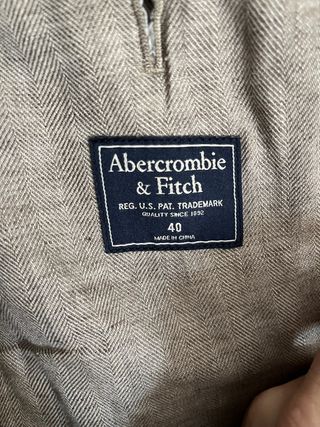 Abercrombie
& Fitch
REG. U.S. PAT. TRADEMARK
QUALITY SINCE 1892
40
MADE IN CHINA